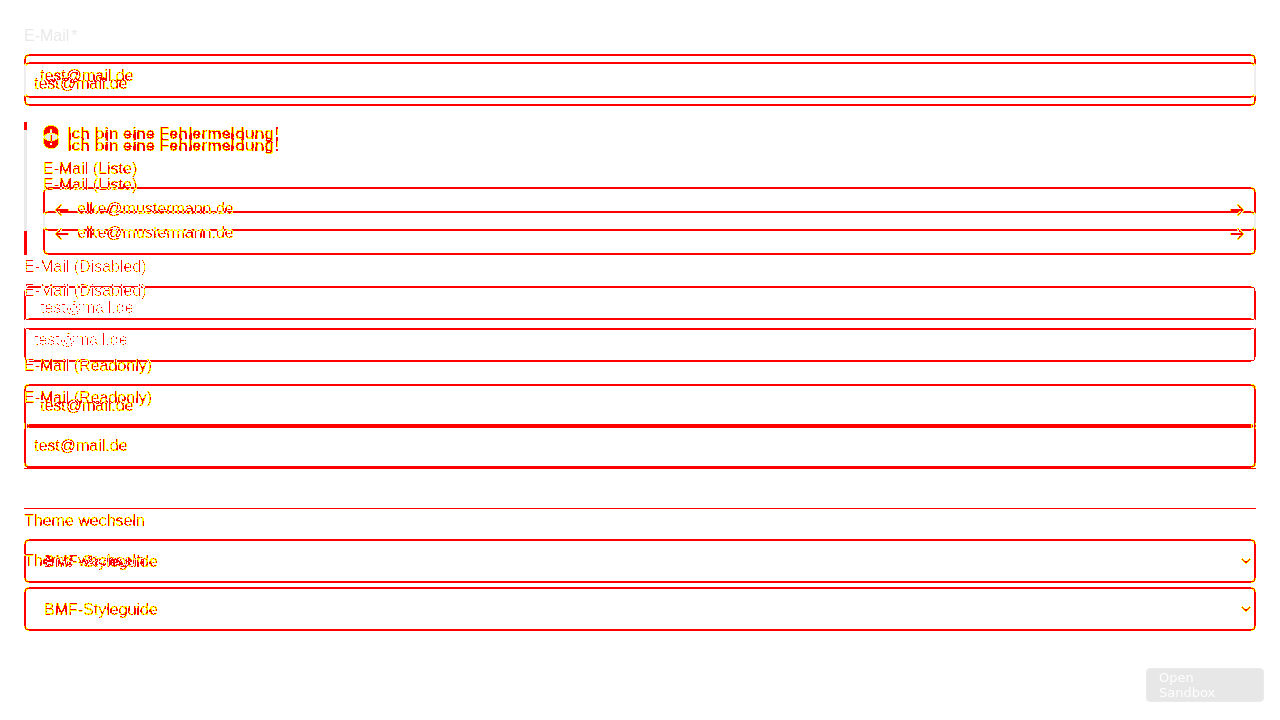 E-Mail*
test@mail.de
test@mail.de
Ich bin eine Fehlermeldung!
Ich bin eine Fehlermeldung!
E-Mail (Liste)
E-Mail (Liste)
elke@mustermann.de
elke@mustermann.de
E-Mail (Disabled)
E-Mail (Disabled)
test@mail.de
test@mail.de
E-Mail (Readonly)
E-Mail (Readonly)
test@mail.de
test@mail.de
Theme wechseln
Theme wechseln
BMF-Styleguide
BMF-Styleguide
Open
Sandbox